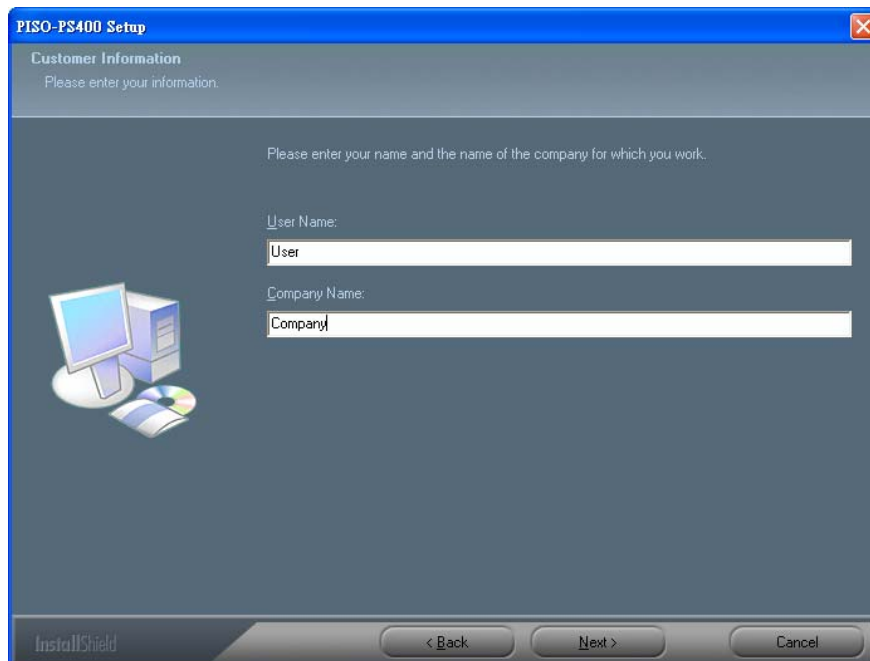 PISO-PS400 Setup
Customer Information
Please enter your information.
Please enter your name and the name of the company for which you work.
User Name:
User
Company Name:
Company
InstallShield
< Back
Next >
Cancel